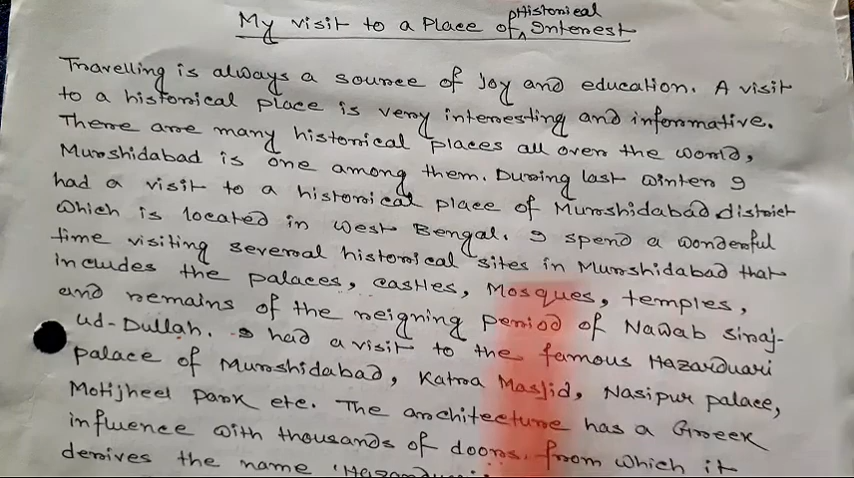 My visit to a Place of Historical Interest
Travelling is always a source of Joy and education. A visit
to a historical place is very interesting and informative.
There are many historical places all over the world,
Murshidabad is one among them. During last winter I
had a visit to a historical place of Murshidabad district
which is located in West Bengal. I spend a wonderful
time visiting several historical sites in Murshidabad that
includes the palaces, castles, Mosques, temples,
and remains of the reigning period of Nawab Siraj-
ud-Dullah. I had a visit to the famous Hazarduari
palace of Murshidabad, Katra Masjid, Nasipur palace,
Motijheel Park etc. The architecture has a Greek
influence with thousands of doors. from which it
derives the name